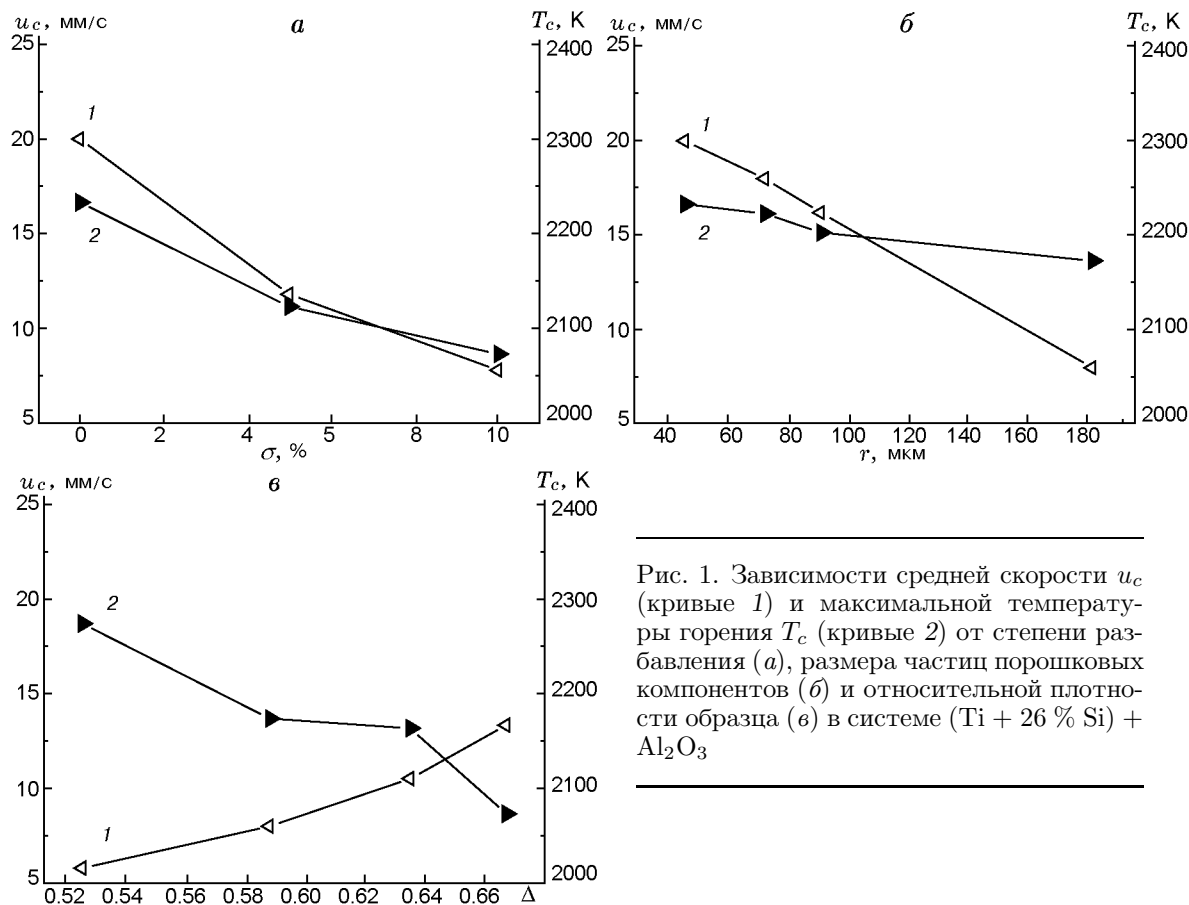 u_c, мм/с а T_c, К
25 2400
20 2300
15 2200
10 2100
5 2000
1
2
0 2 4 5 8 10
σ, %
u_c, мм/с б T_c, К
25 2400
20 2300
15 2200
10 2100
5 2000
1
2
40 60 80 100 120 140 160 180
r, мкм
u_c, мм/с в T_c, К
25 2400
20 2300
15 2200
10 2100
5 2000
2
1
0.52 0.54 0.56 0.58 0.60 0.62 0.64 0.66 Δ
Рис. 1. Зависимости средней скорости u_c
(кривые 1) и максимальной температу-
ры горения T_c (кривые 2) от степени раз-
бавления (а), размера частиц порошковых
компонентов (б) и относительной плотно-
сти образца (в) в системе (Ti + 26 % Si) +
Al₂O₃